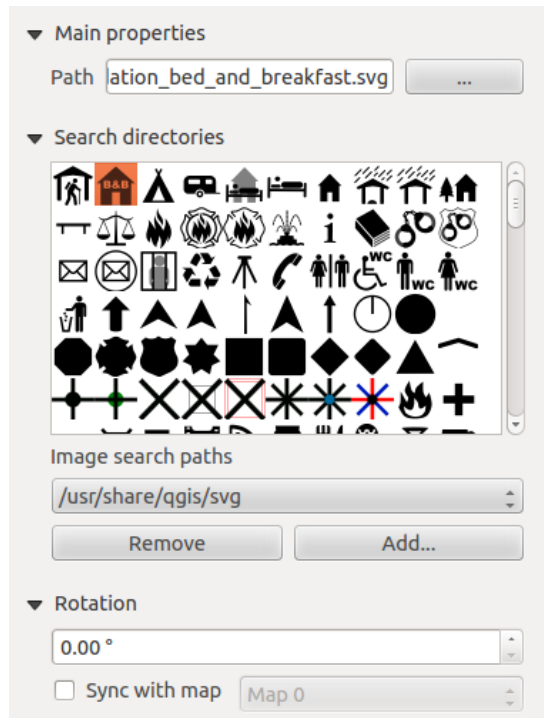 Main properties
Path lation_bed_and_breakfast.svg ...
Search directories
B&B
i
WC
WC WC
Image search paths
/usr/share/qgis/svg
Remove Add...
Rotation
0.00 °
Sync with map Map 0